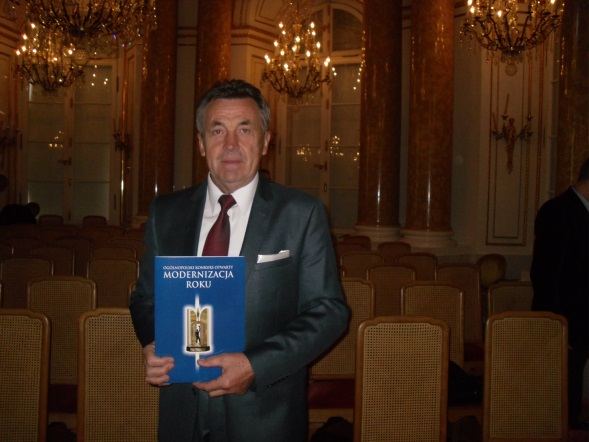 OGÓLNOPOLSKI KONKURS OTWARTY
MODERNIZACJA
ROKU